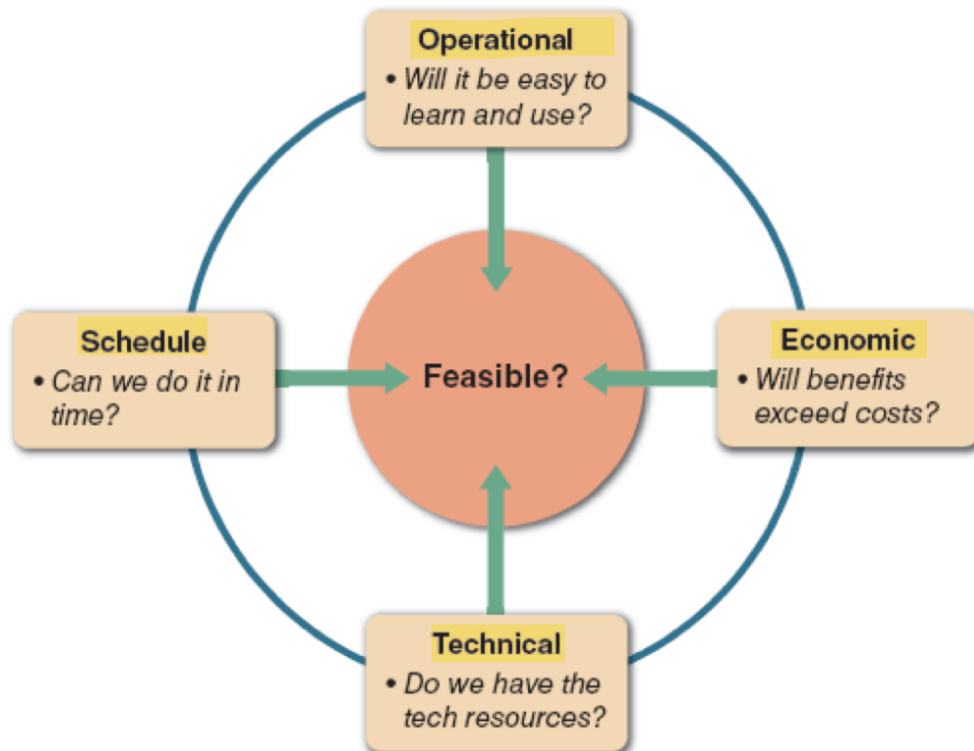 Operational
• Will it be easy to
learn and use?
Schedule
• Can we do it in
time?
Feasible?
Economic
• Will benefits
exceed costs?
Technical
• Do we have the
tech resources?